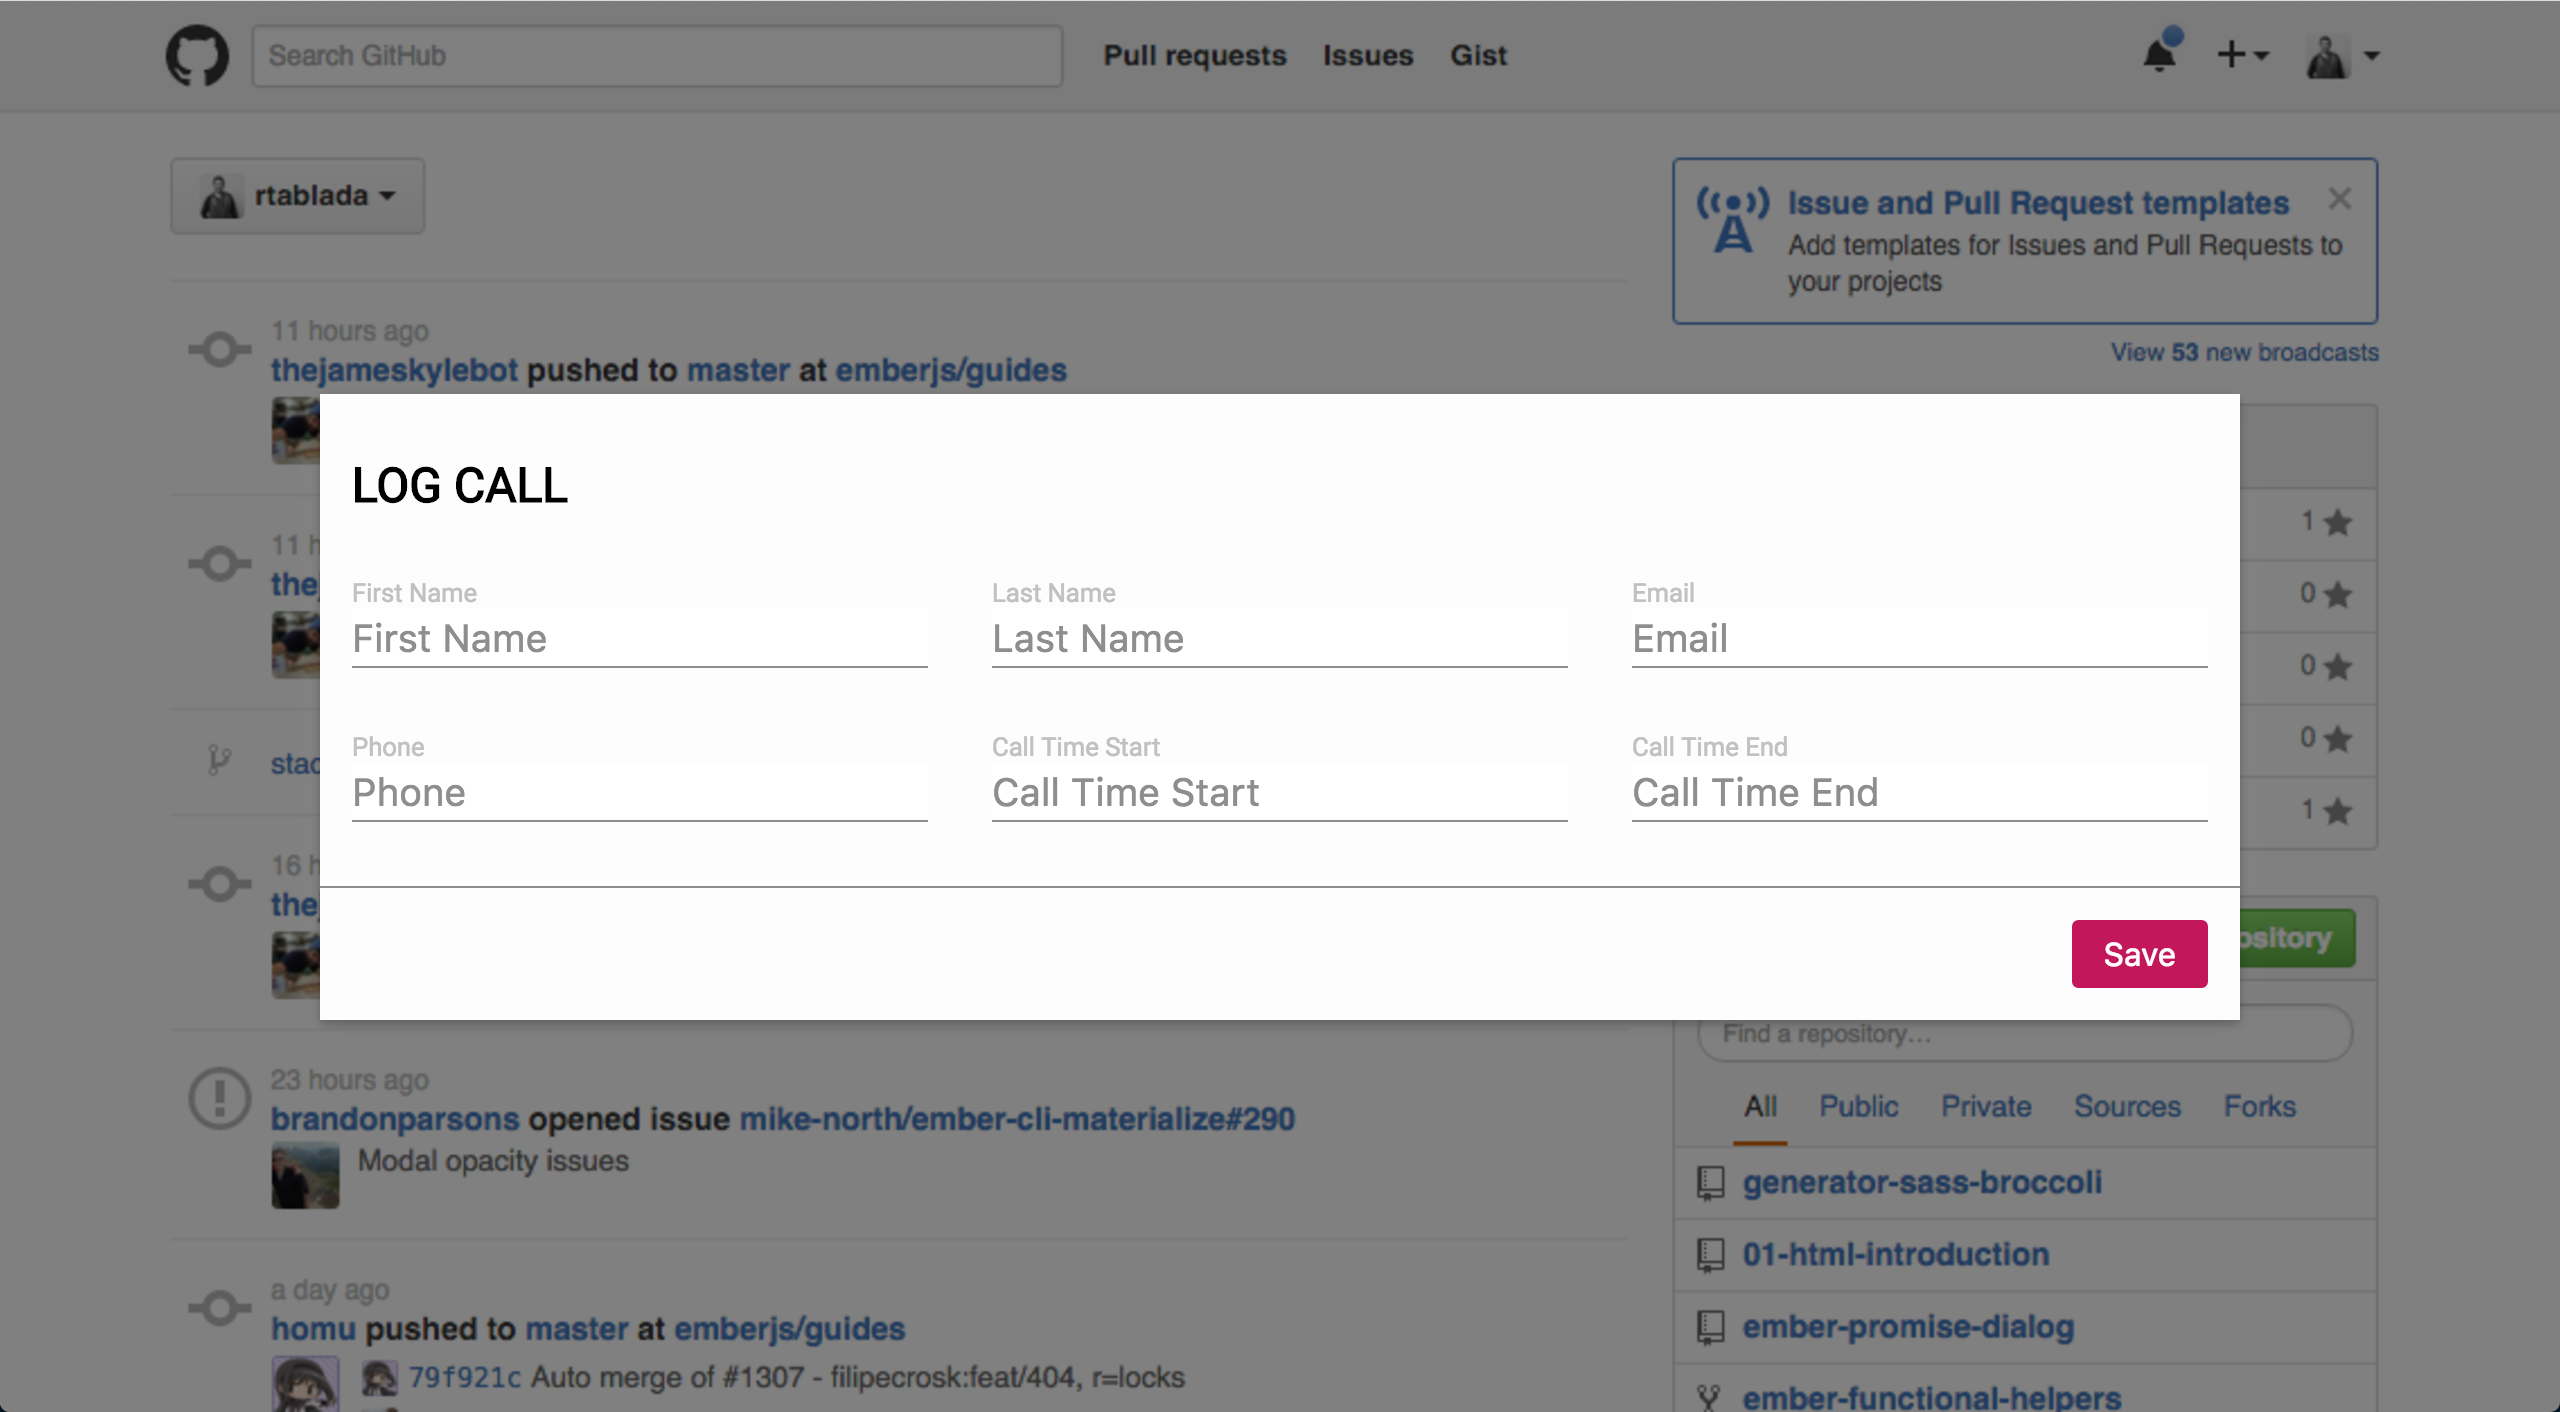 Search GitHub
Pull requests Issues Gist
rtablada
Issue and Pull Request templates
Add templates for Issues and Pull Requests to
your projects
View 53 new broadcasts
11 hours ago
thejameskylebot pushed to master at emberjs/guides
LOG CALL
First Name
First Name
Last Name
Last Name
Email
Email
Phone
Phone
Call Time Start
Call Time Start
Call Time End
Call Time End
Save
11 h
the
stac
16 h
the
1
0
0
0
1
ository
Find a repository…
All Public Private Sources Forks
generator-sass-broccoli
01-html-introduction
ember-promise-dialog
ember-functional-helpers
23 hours ago
brandonparsons opened issue mike-north/ember-cli-materialize#290
Modal opacity issues
a day ago
homu pushed to master at emberjs/guides
79f921c Auto merge of #1307 - filipecrosk:feat/404, r=locks